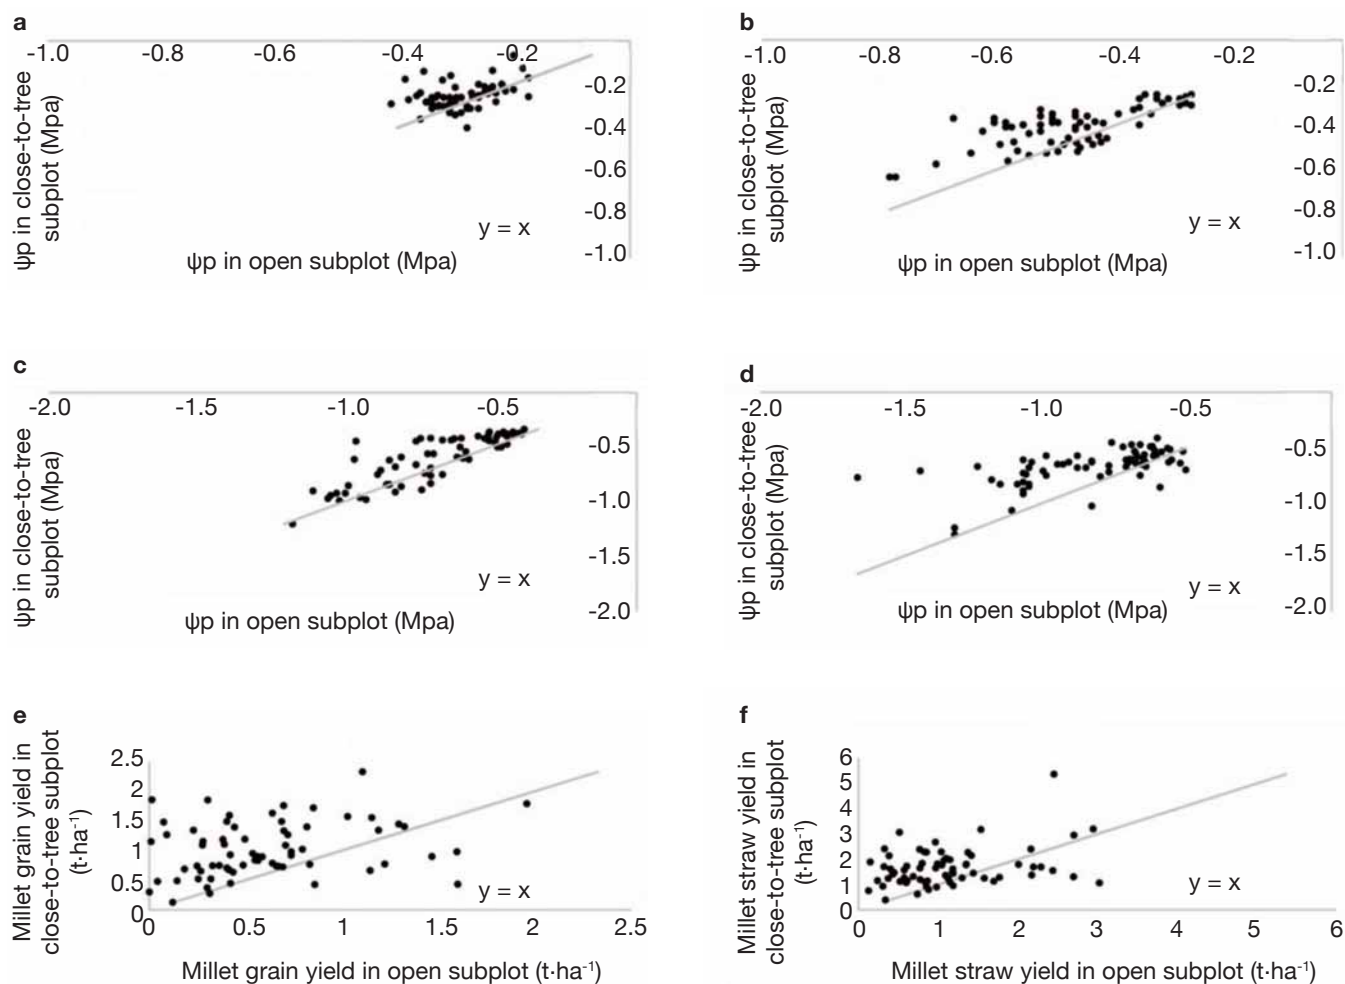 a
-1.0 -0.8 -0.6 -0.4 -0.2
-0.2
-0.4
-0.6
-0.8
-1.0
ψp in close-to-tree
subplot (Mpa)
y = x
ψp in open subplot (Mpa)
b
-1.0 -0.8 -0.6 -0.4 -0.2
-0.2
-0.4
-0.6
-0.8
-1.0
ψp in close-to-tree
subplot (Mpa)
y = x
ψp in open subplot (Mpa)
c
-2.0 -1.5 -1.0 -0.5
-0.5
-1.0
-1.5
-2.0
ψp in close-to-tree
subplot (Mpa)
y = x
ψp in open subplot (Mpa)
d
-2.0 -1.5 -1.0 -0.5
-0.5
-1.0
-1.5
-2.0
ψp in close-to-tree
subplot (Mpa)
y = x
ψp in open subplot (Mpa)
e
Millet grain yield in
close-to-tree subplot
(t·ha⁻¹)
2.5
2
1.5
1
0.5
0
y = x
0 0.5 1 1.5 2 2.5
Millet grain yield in open subplot (t·ha⁻¹)
f
Millet straw yield in
close-to-tree subplot
(t·ha⁻¹)
6
5
4
3
2
1
0
y = x
0 1 2 3 4 5 6
Millet straw yield in open subplot (t·ha⁻¹)